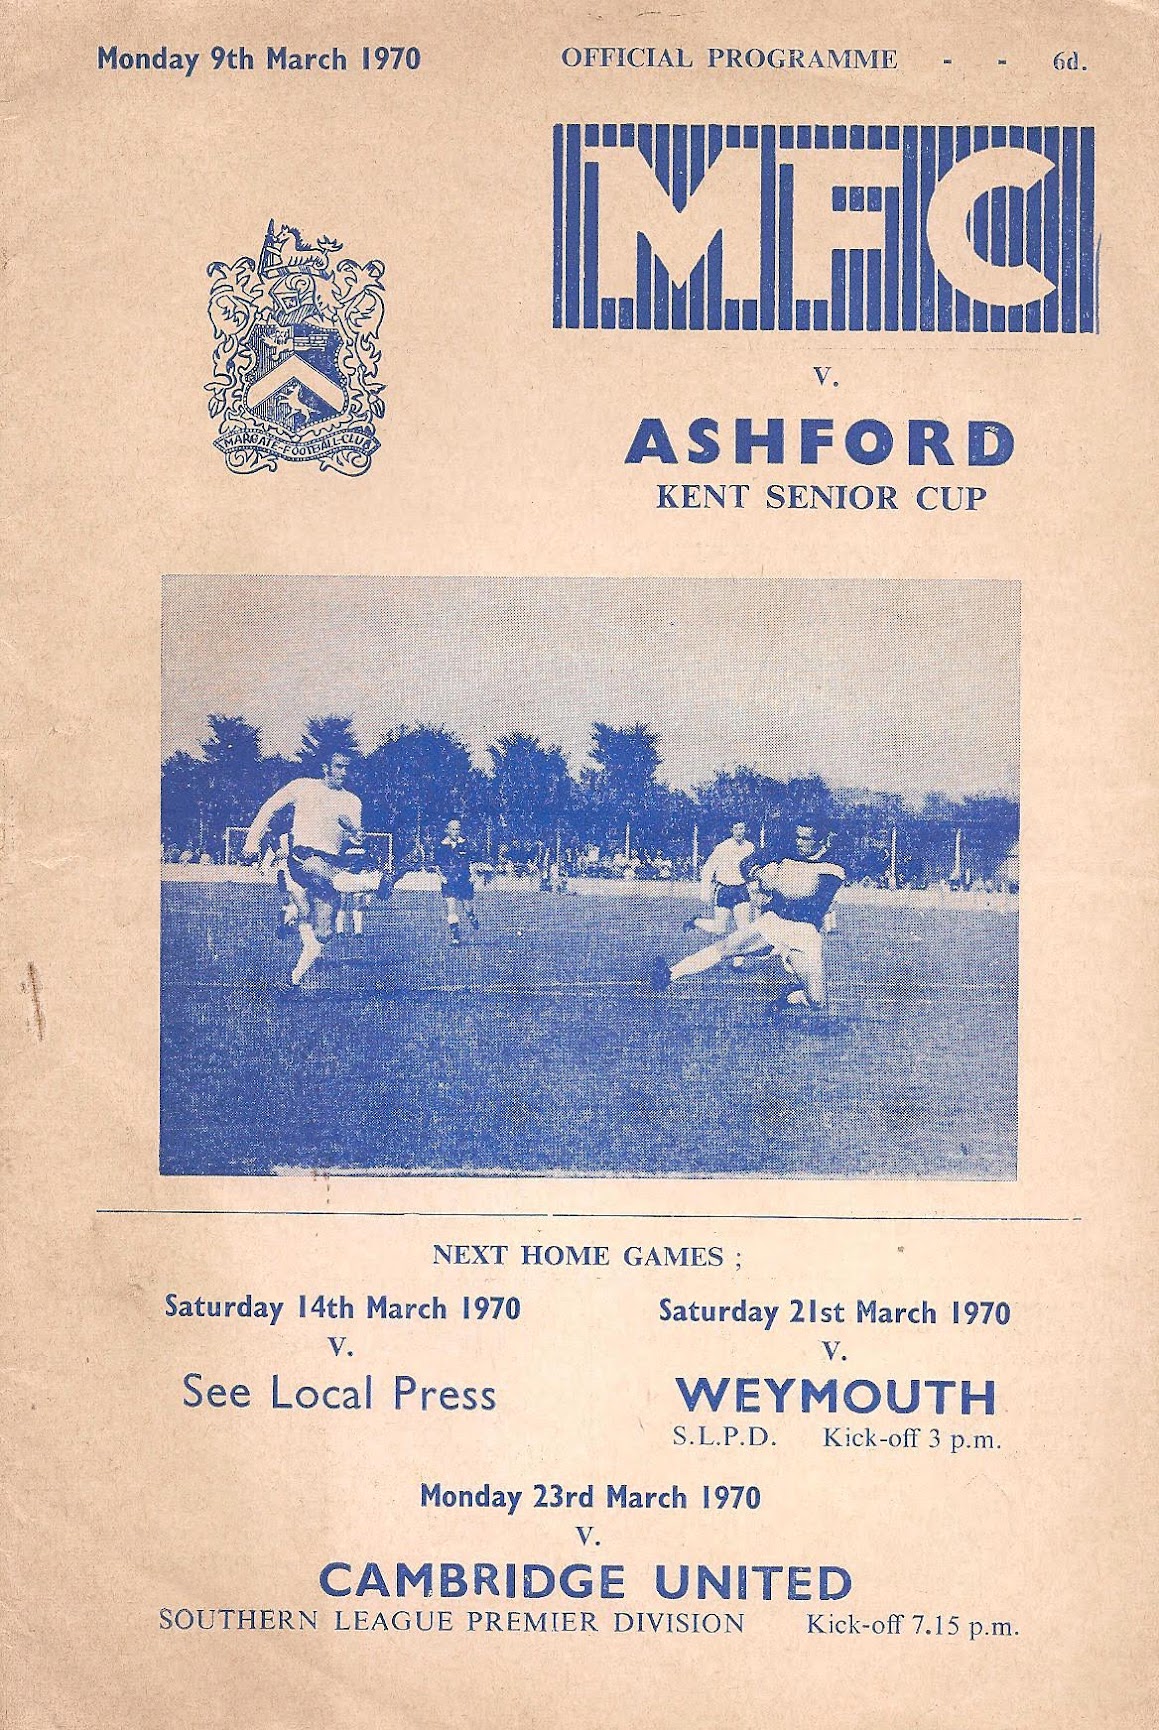 Monday 9th March 1970
OFFICIAL PROGRAMME - - 6d.
MFC
MARGATE-FOOTBALL-CLUB
V.
ASHFORD
KENT SENIOR CUP
NEXT HOME GAMES ;
Saturday 14th March 1970
V.
See Local Press
Saturday 21st March 1970
V.
WEYMOUTH
S.L.P.D. Kick-off 3 p.m.
Monday 23rd March 1970
V.
CAMBRIDGE UNITED
SOUTHERN LEAGUE PREMIER DIVISION Kick-off 7.15 p.m.